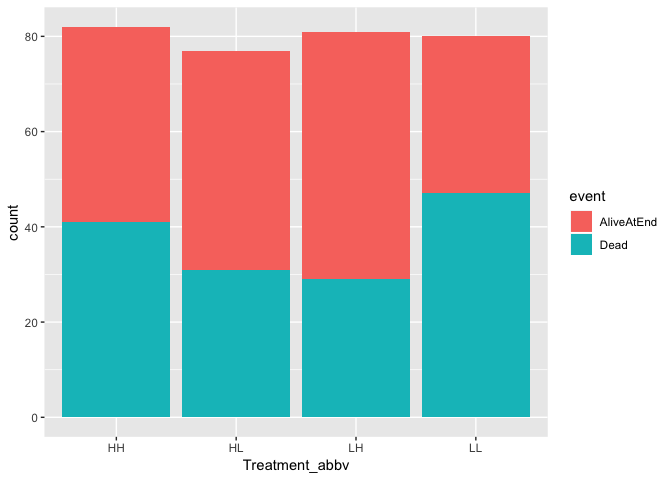 80
60
40
20
0
count
HH HL LH LL
Treatment_abbv
event
AliveAtEnd
Dead